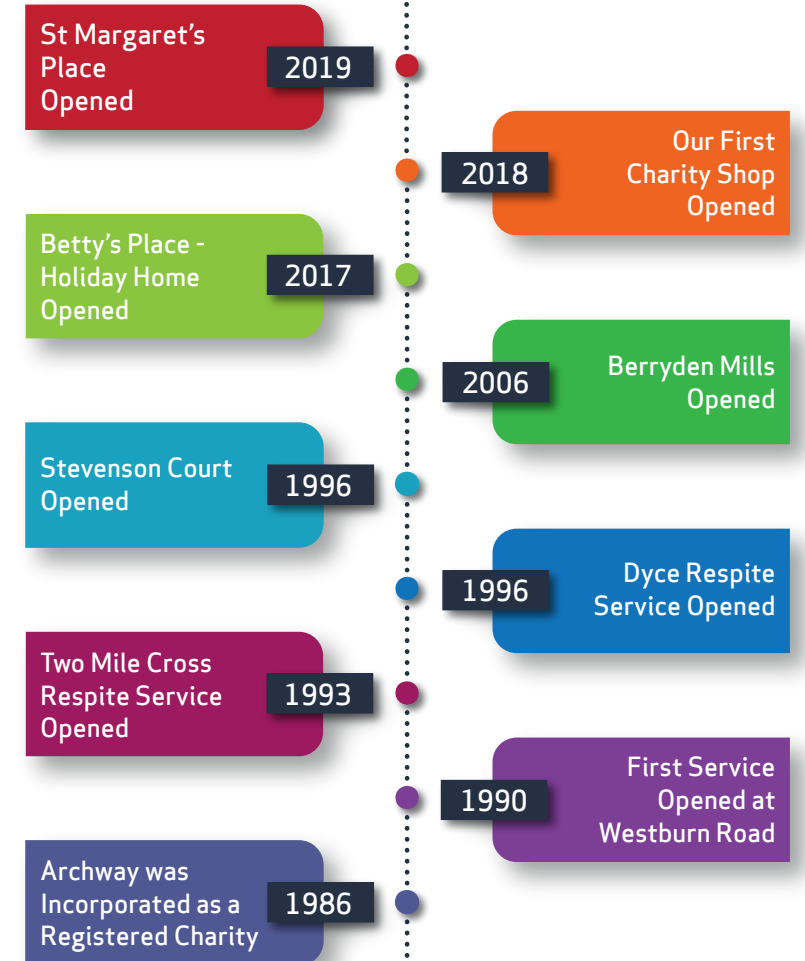 St Margaret's
Place
Opened
2019
Our First
Charity Shop
Opened
2018
Betty's Place -
Holiday Home
Opened
2017
Berryden Mills
Opened
2006
Stevenson Court
Opened
1996
Dyce Respite
Service Opened
1996
Two Mile Cross
Respite Service
Opened
1993
First Service
Opened at
Westburn Road
1990
Archway was
Incorporated as a
Registered Charity
1986